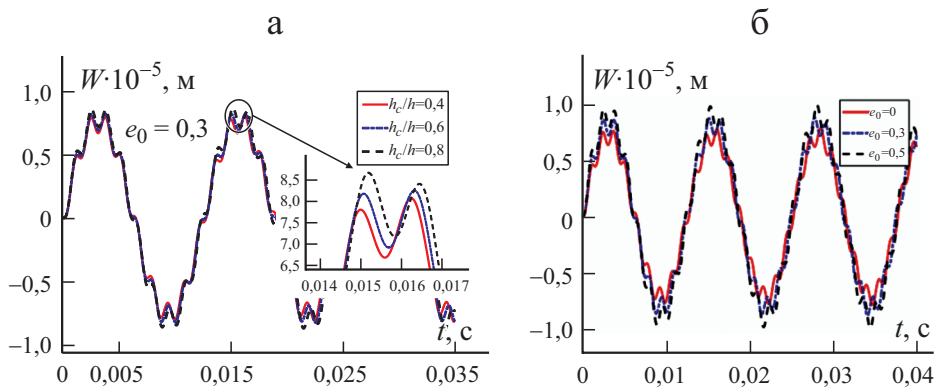 а
W·10⁻⁵, м
1,0
0,5
0
–0,5
–1,0
e₀ = 0,3
h_c/h=0,4
h_c/h=0,6
h_c/h=0,8
8,5
8,0
7,5
7,0
6,5
0,014 0,015 0,016 0,017
t, с
0 0,005 0,015 0,025 0,035
б
W·10⁻⁵, м
1,0
0,5
0
–0,5
–1,0
e₀=0
e₀=0,3
e₀=0,5
t, с
0 0,01 0,02 0,03 0,04